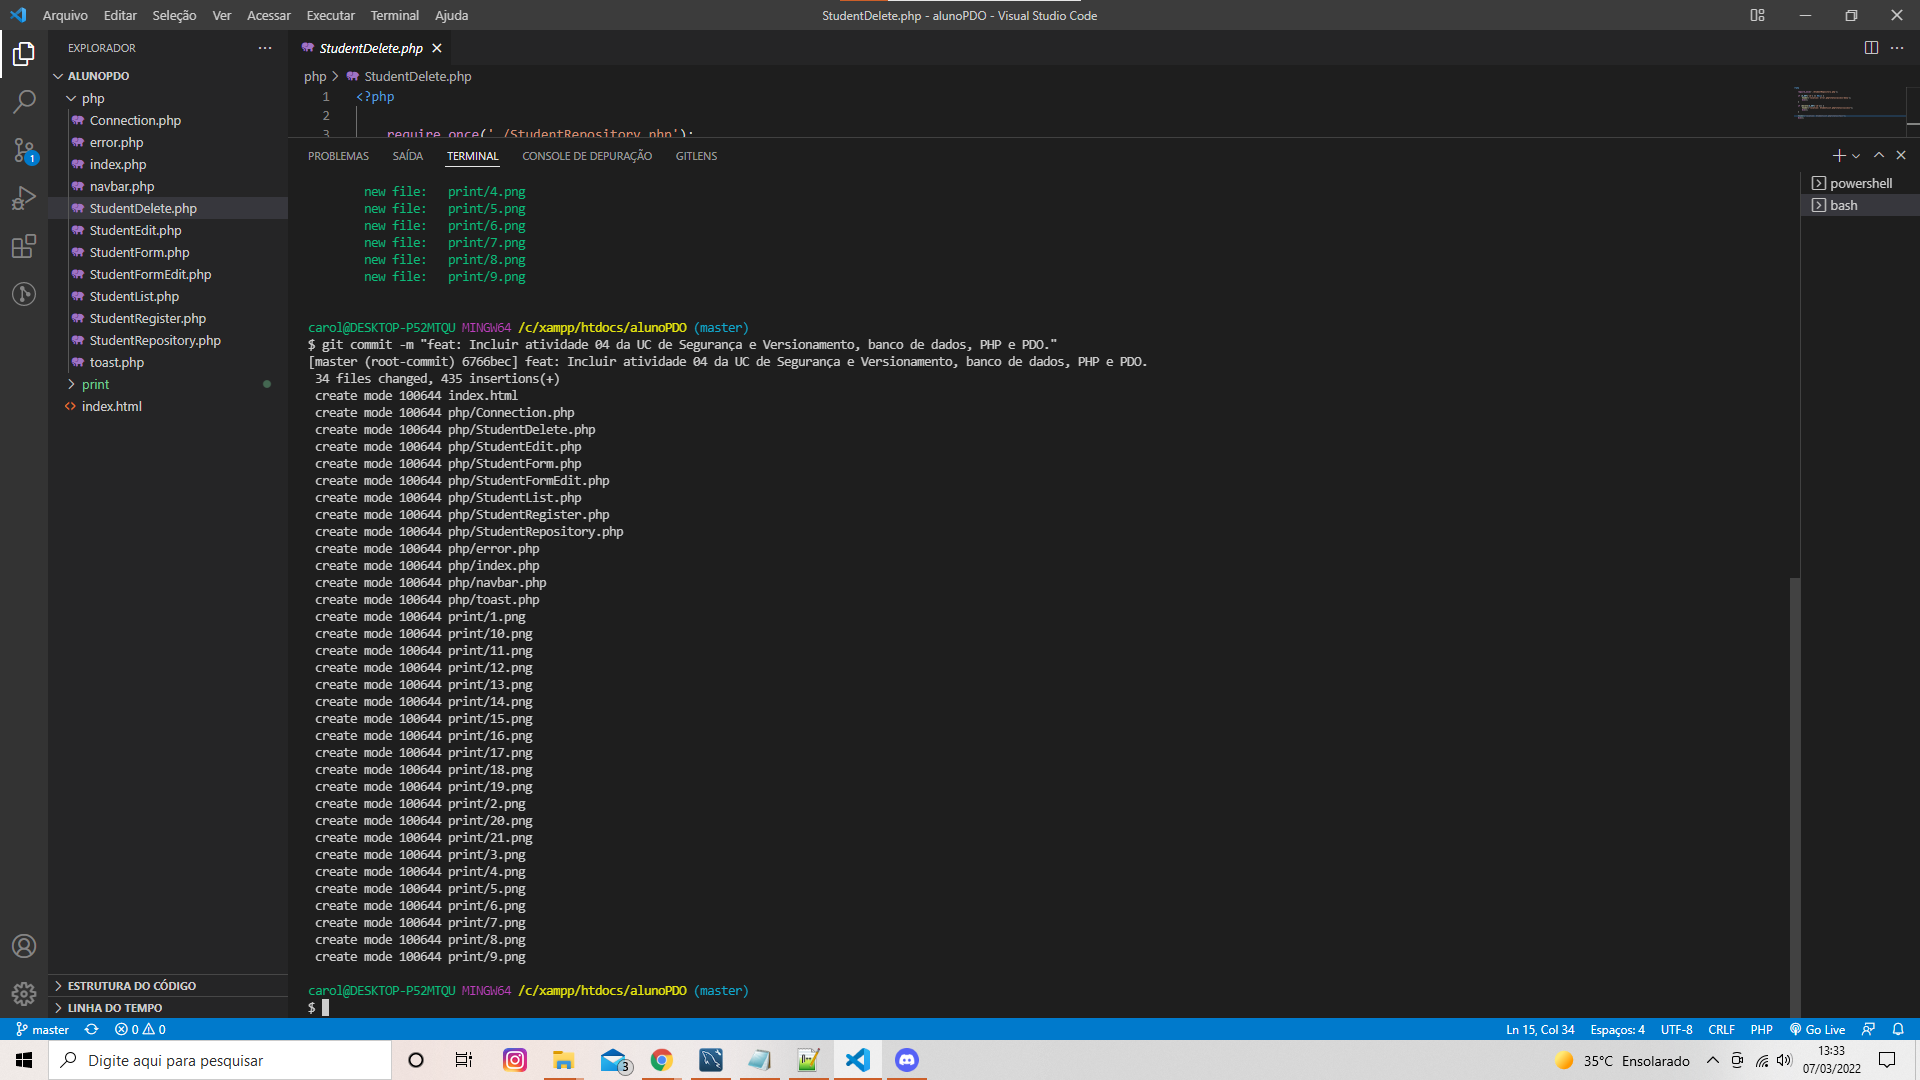 Arquivo Editar Seleção Ver Acessar Executar Terminal Ajuda
StudentDelete.php - alunoPDO - Visual Studio Code
EXPLORADOR
ALUNOPDO
php
Connection.php
error.php
index.php
navbar.php
StudentDelete.php
StudentEdit.php
StudentForm.php
StudentFormEdit.php
StudentList.php
StudentRegister.php
StudentRepository.php
toast.php
print
index.html
ESTRUTURA DO CÓDIGO
LINHA DO TEMPO
1
StudentDelete.php
php > StudentDelete.php
1 <?php
2
3 require_once('./StudentRepository.php');
PROBLEMAS SAÍDA TERMINAL CONSOLE DE DEPURAÇÃO GITLENS
powershell
bash
new file: print/4.png
new file: print/5.png
new file: print/6.png
new file: print/7.png
new file: print/8.png
new file: print/9.png
carol@DESKTOP-P52MTQU MINGW64 /c/xampp/htdocs/alunoPDO (master)
$ git commit -m "feat: Incluir atividade 04 da UC de Segurança e Versionamento, banco de dados, PHP e PDO."
[master (root-commit) 6766bec] feat: Incluir atividade 04 da UC de Segurança e Versionamento, banco de dados, PHP e PDO.
34 files changed, 435 insertions(+)
create mode 100644 index.html
create mode 100644 php/Connection.php
create mode 100644 php/StudentDelete.php
create mode 100644 php/StudentEdit.php
create mode 100644 php/StudentForm.php
create mode 100644 php/StudentFormEdit.php
create mode 100644 php/StudentList.php
create mode 100644 php/StudentRegister.php
create mode 100644 php/StudentRepository.php
create mode 100644 php/error.php
create mode 100644 php/index.php
create mode 100644 php/navbar.php
create mode 100644 php/toast.php
create mode 100644 print/1.png
create mode 100644 print/10.png
create mode 100644 print/11.png
create mode 100644 print/12.png
create mode 100644 print/13.png
create mode 100644 print/14.png
create mode 100644 print/15.png
create mode 100644 print/16.png
create mode 100644 print/17.png
create mode 100644 print/18.png
create mode 100644 print/19.png
create mode 100644 print/2.png
create mode 100644 print/20.png
create mode 100644 print/21.png
create mode 100644 print/3.png
create mode 100644 print/4.png
create mode 100644 print/5.png
create mode 100644 print/6.png
create mode 100644 print/7.png
create mode 100644 print/8.png
create mode 100644 print/9.png
carol@DESKTOP-P52MTQU MINGW64 /c/xampp/htdocs/alunoPDO (master)
$
master 0 0
Ln 15, Col 34 Espaços: 4 UTF-8 CRLF PHP Go Live
Digite aqui para pesquisar
3
35°C Ensolarado
13:33
07/03/2022